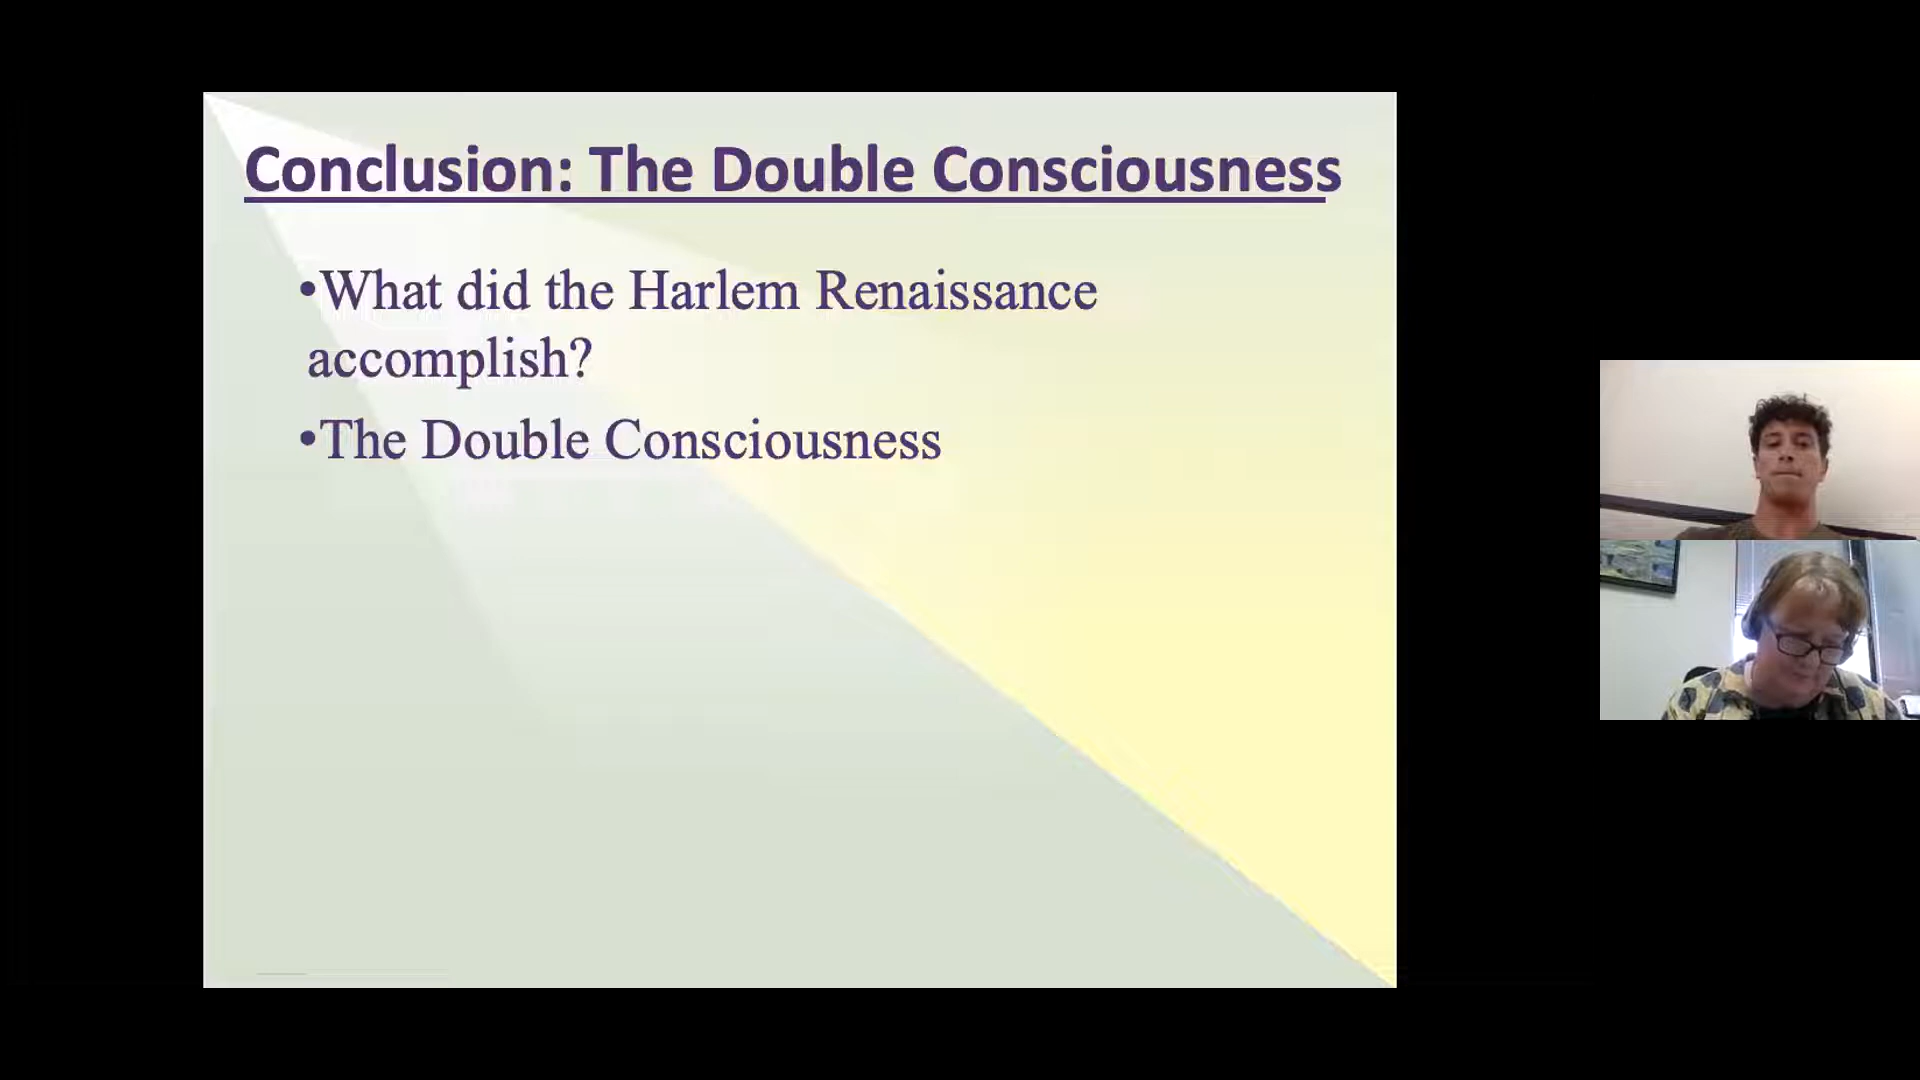 Conclusion: The Double Consciousness
•What did the Harlem Renaissance
accomplish?
•The Double Consciousness